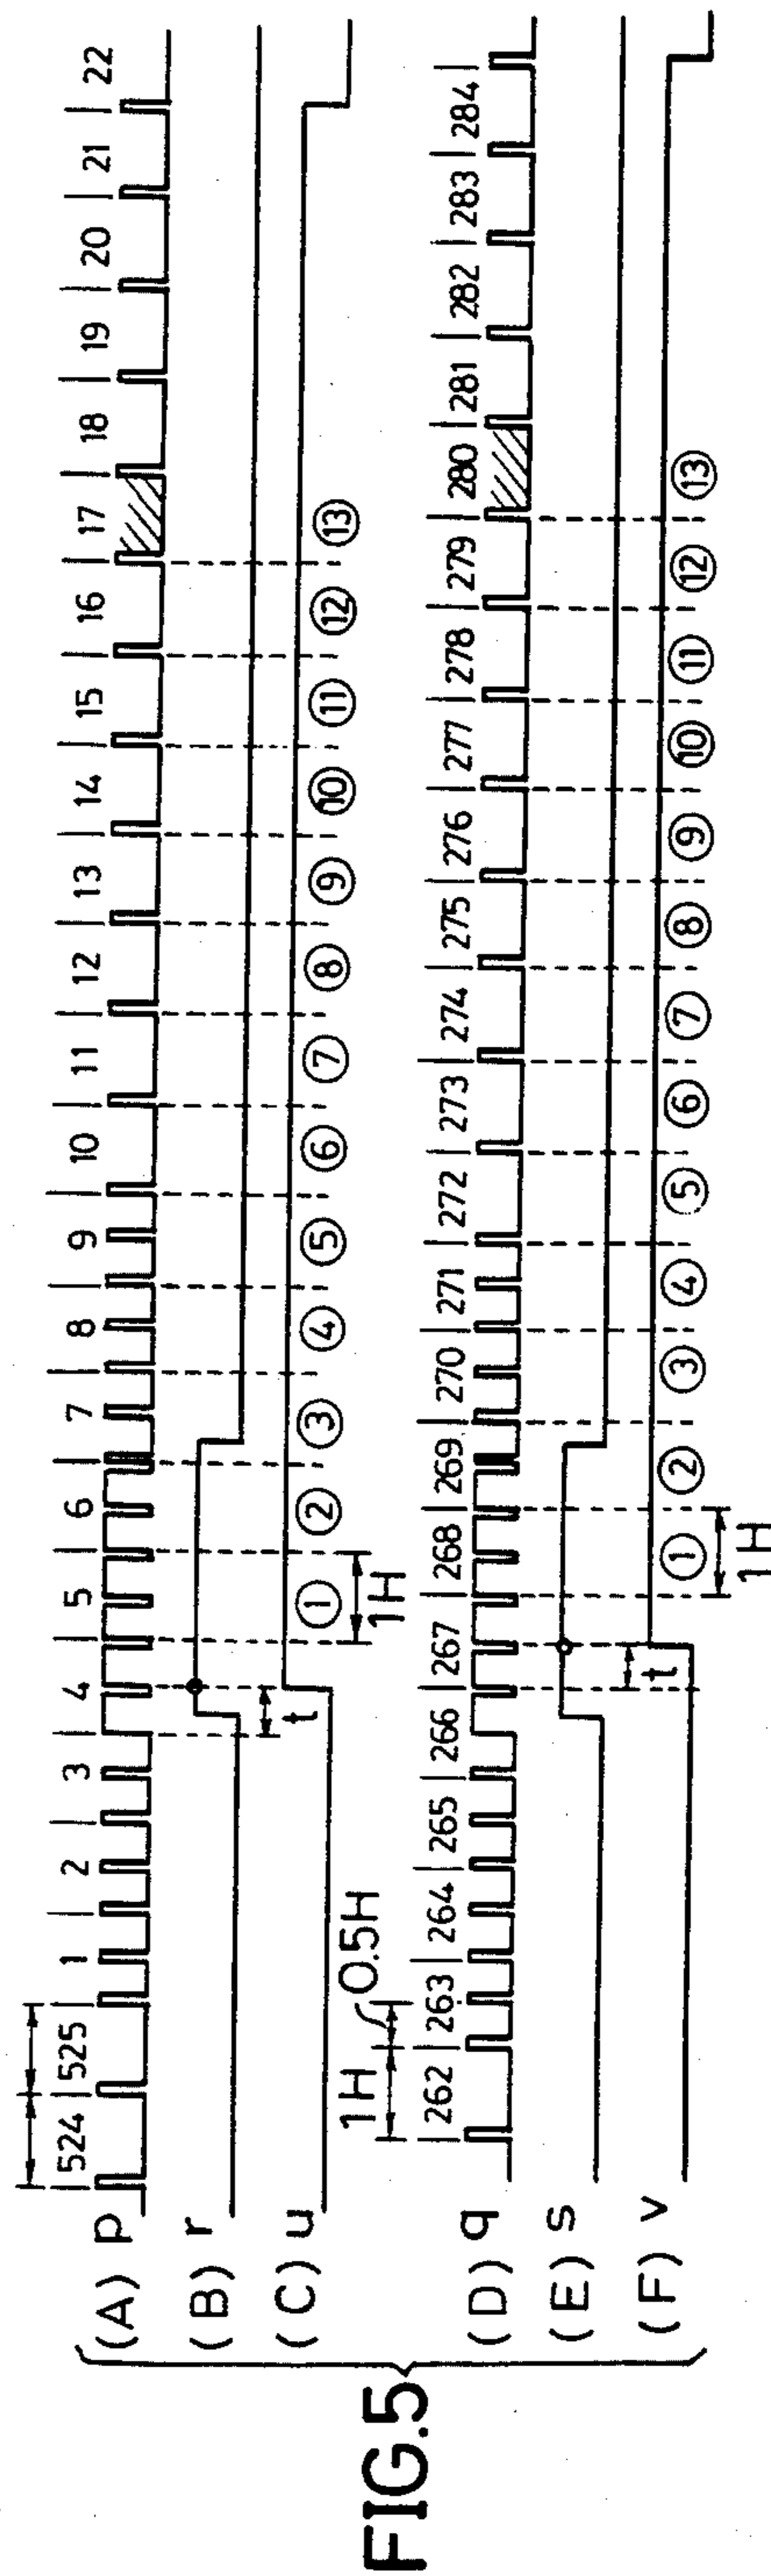 (A) p 524 525 1 2 3 4 5 6 7 8 9 10 11 12 13 14 15 16 17 18 19 20 21 22
(B) r
t
(C) u ① ② ③ ④ ⑤ ⑥ ⑦ ⑧ ⑨ ⑩ ⑪ ⑫ ⑬
1H
1H 0.5H
(D) q 262 263 264 265 266 267 268 269 270 271 272 273 274 275 276 277 278 279 280 281 282 283 284
(E) s
t
(F) v ① ② ③ ④ ⑤ ⑥ ⑦ ⑧ ⑨ ⑩ ⑪ ⑫ ⑬
1H
FIG.5